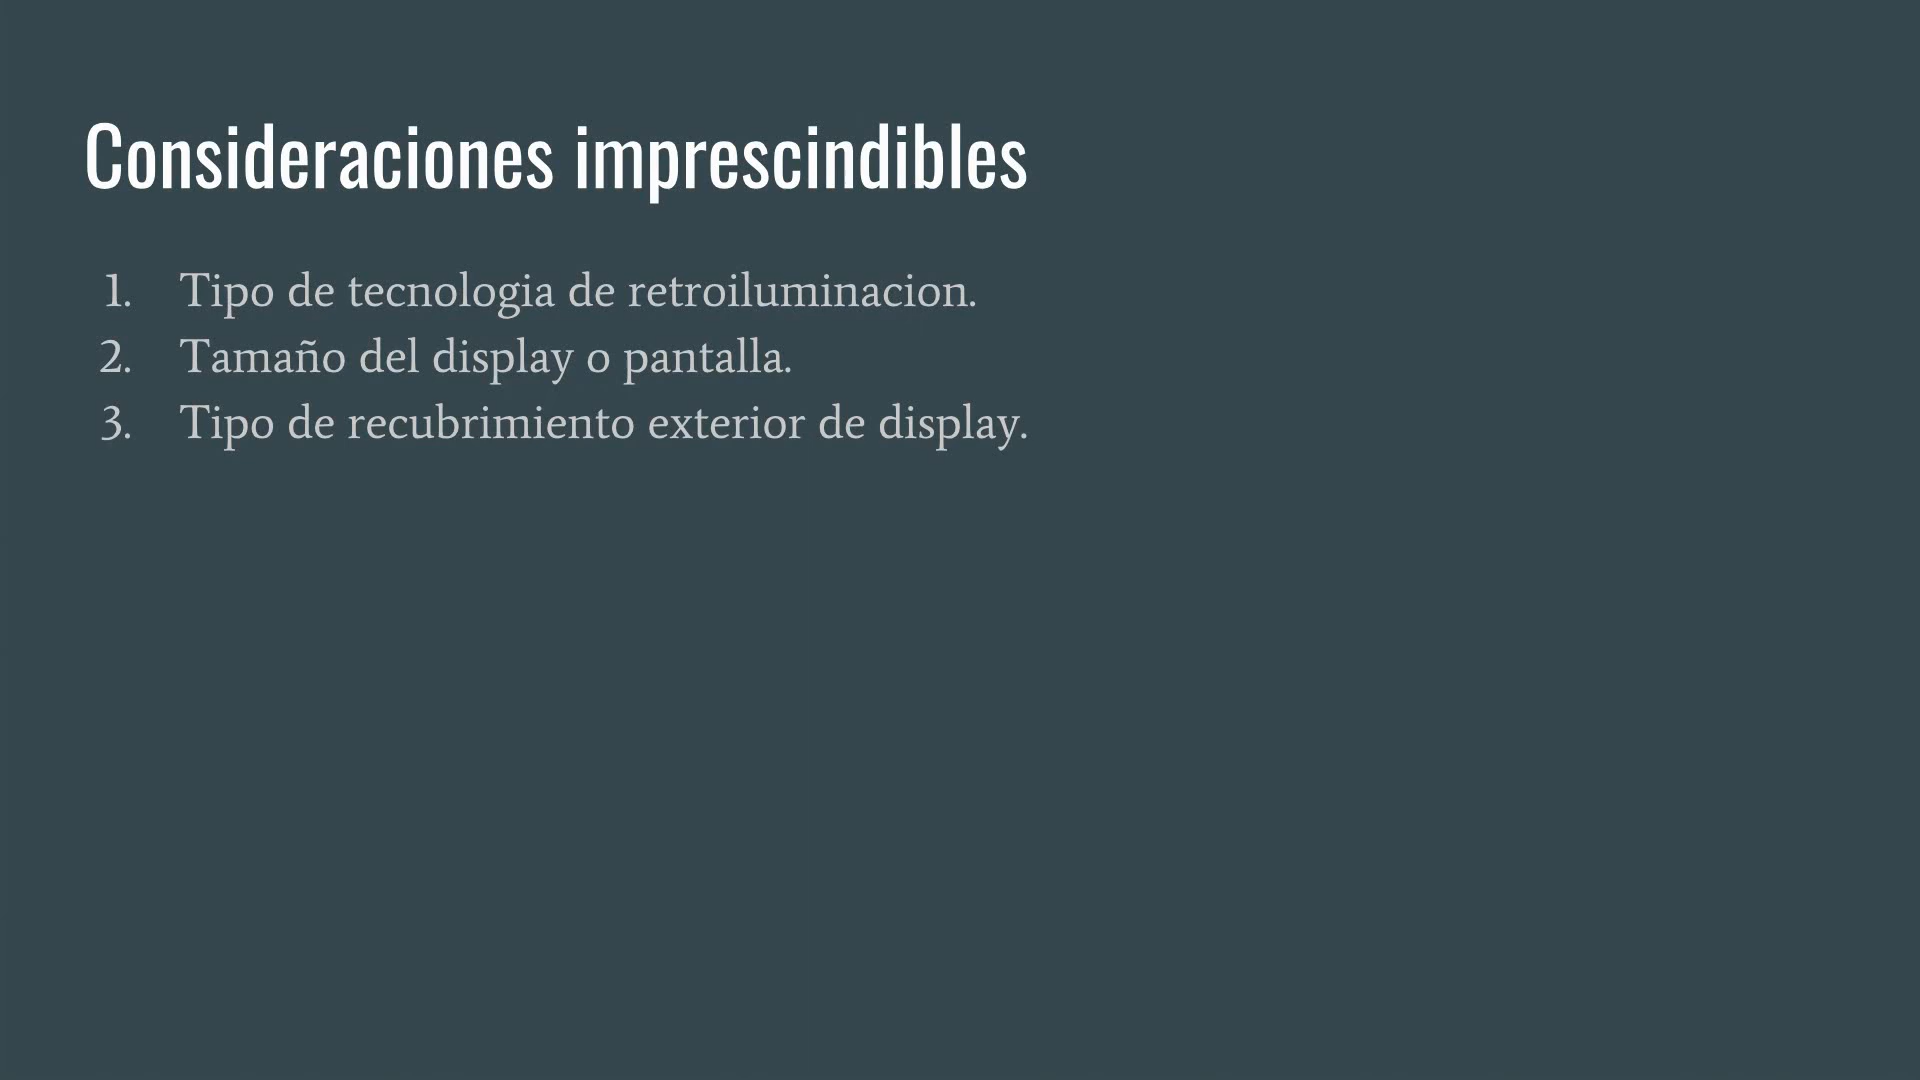 Consideraciones imprescindibles
1. Tipo de tecnologia de retroiluminacion.
2. Tamaño del display o pantalla.
3. Tipo de recubrimiento exterior de display.